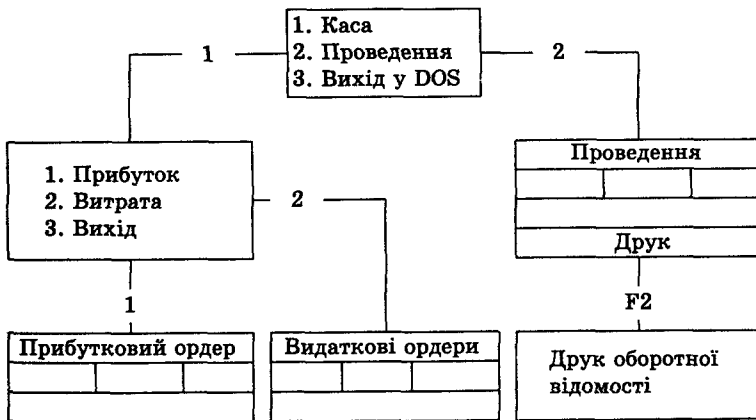 1. Каса
2. Проведення
3. Вихід у DOS
1
2
1. Прибуток
2. Витрата
3. Вихід
2
Проведення
Друк
1
F2
Прибутковий ордер
Видаткові ордери
Друк оборотної
відомості